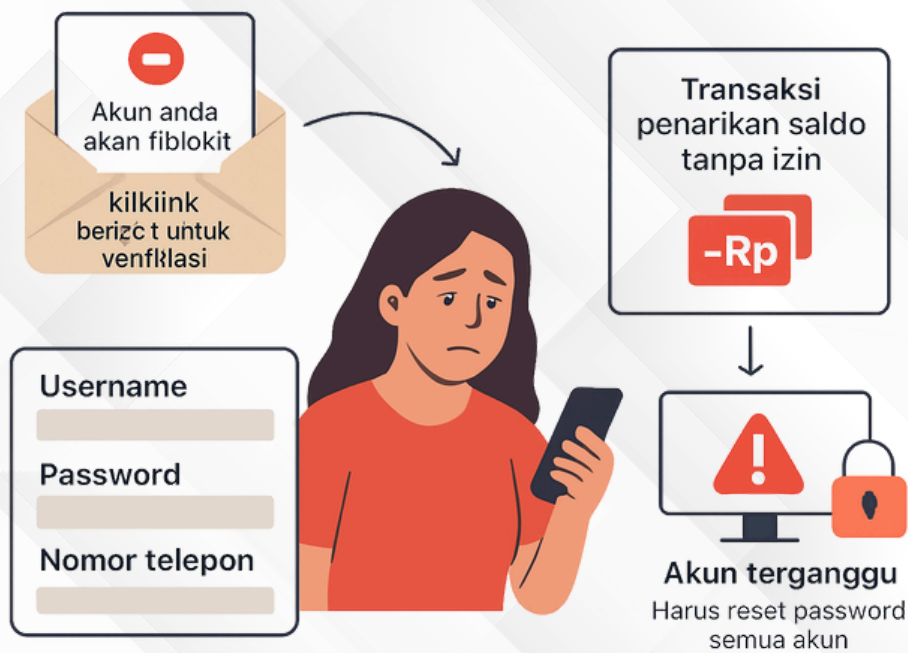 Akun anda
akan fiblokit
kilkiink
untuk
Username
Password
Nomor telepon
Transaksi
penarikan saldo
tanpa izin
-Rp
Akun terganggu
Harus reset password
semua akun